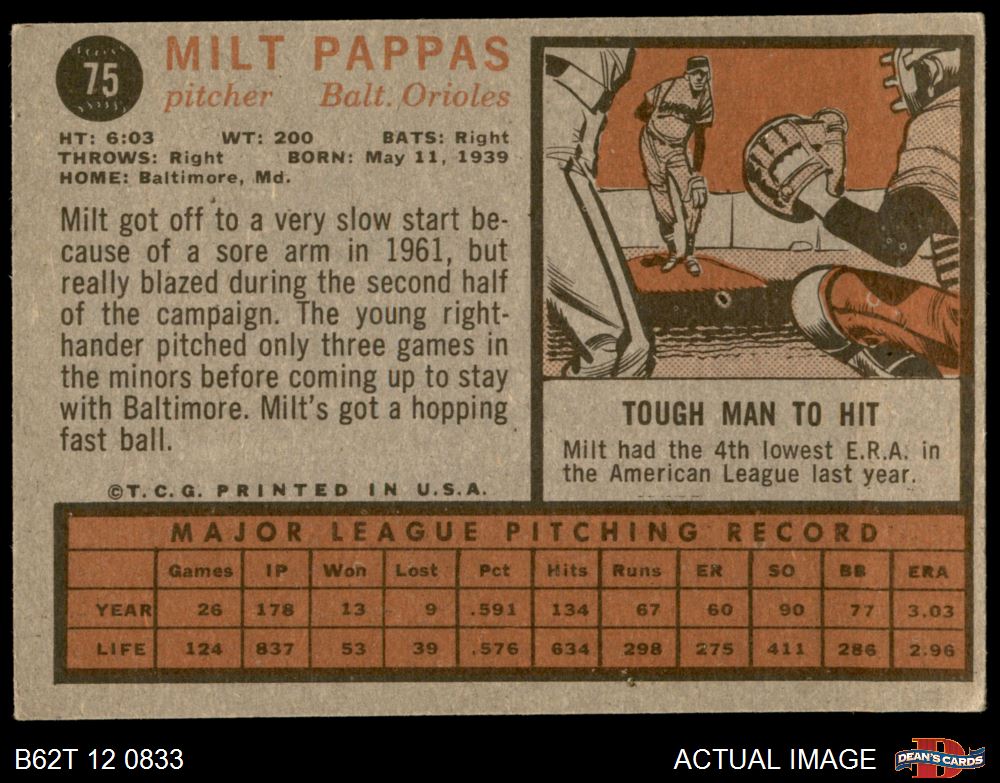 75
MILT PAPPAS
pitcher Balt. Orioles
HT: 6:03 WT: 200 BATS: Right
THROWS: Right BORN: May 11, 1939
HOME: Baltimore, Md.
Milt got off to a very slow start be-
cause of a sore arm in 1961, but
really blazed during the second half
of the campaign. The young right-
hander pitched only three games in
the minors before coming up to stay
with Baltimore. Milt's got a hopping
fast ball.
©T.C.G. PRINTED IN U.S.A.
TOUGH MAN TO HIT
Milt had the 4th lowest E.R.A. in
the American League last year.
MAJOR LEAGUE PITCHING RECORD
Games IP Won Lost Pct Hits Runs ER SO BB ERA
YEAR 26 178 13 9 .591 134 67 60 90 77 3.03
LIFE 124 837 53 39 .576 634 298 275 411 286 2.96
B62T 12 0833
ACTUAL IMAGE
D
DEAN'S CARDS